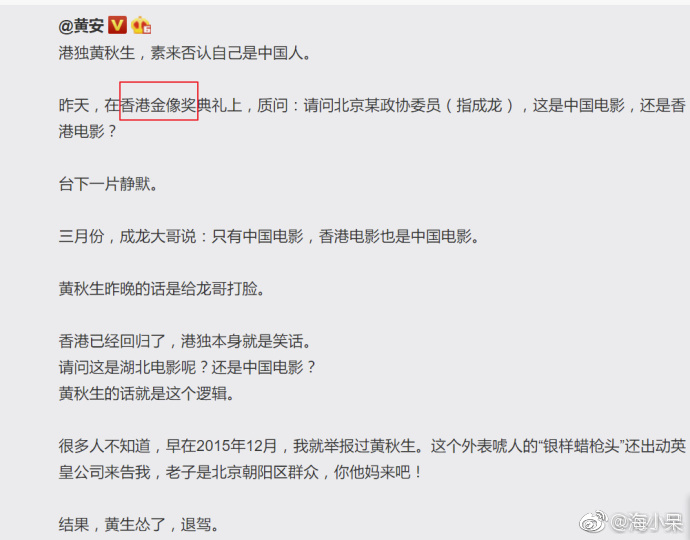 @黄安
港独黄秋生，素来否认自己是中国人。
昨天，在香港金像奖典礼上，质问：请问北京某政协委员（指成龙），这是中国电影，还是香
港电影？
台下一片静默。
三月份，成龙大哥说：只有中国电影，香港电影也是中国电影。
黄秋生昨晚的话是给龙哥打脸。
香港已经回归了，港独本身就是笑话。
请问这是湖北电影呢？还是中国电影？
黄秋生的话就是这个逻辑。
很多人不知道，早在2015年12月，我就举报过黄秋生。这个外表唬人的“银样蜡枪头”还出动英
皇公司来告我，老子是北京朝阳区群众，你他妈来吧！
结果，黄生怂了，退驾。
@海小呆